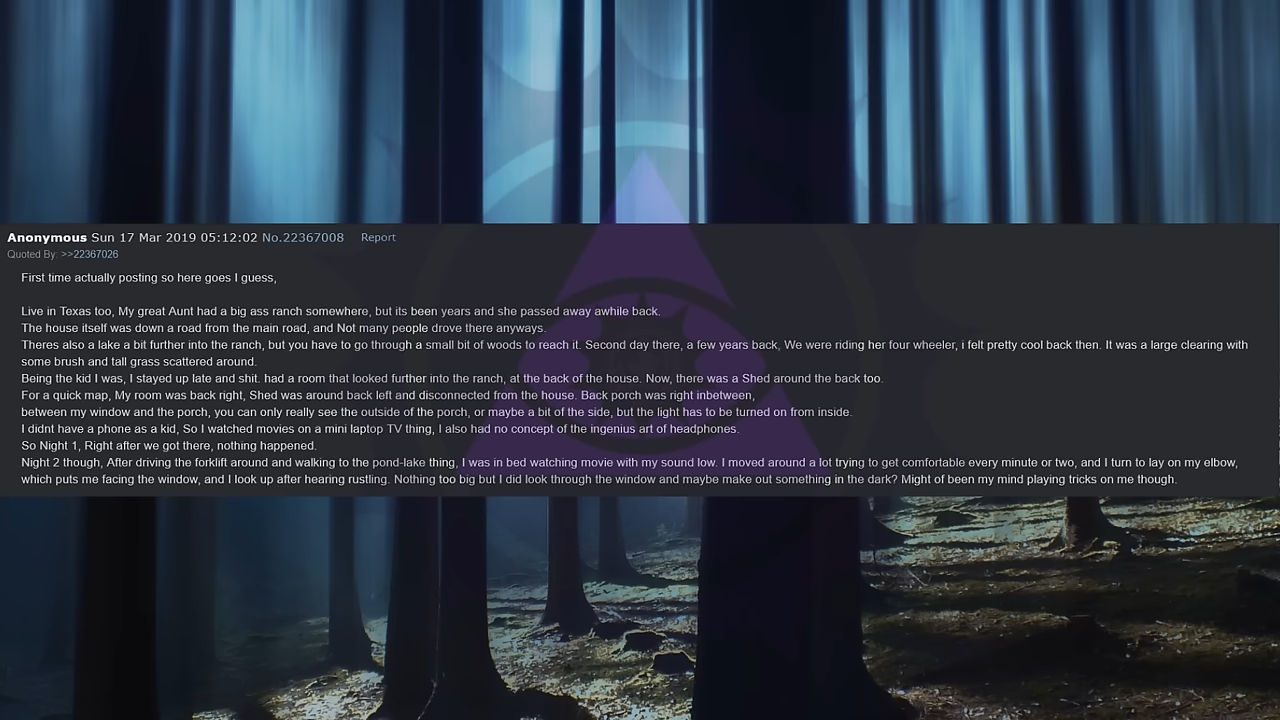 Anonymous Sun 17 Mar 2019 05:12:02 No.22367008 Report
Quoted By: >>22367026
First time actually posting so here goes I guess,
Live in Texas too, My great Aunt had a big ass ranch somewhere, but its been years and she passed away awhile back.
The house itself was down a road from the main road, and Not many people drove there anyways.
Theres also a lake a bit further into the ranch, but you have to go through a small bit of woods to reach it. Second day there, a few years back, We were riding her four wheeler, i felt pretty cool back then. It was a large clearing with
some brush and tall grass scattered around.
Being the kid I was, I stayed up late and shit. had a room that looked further into the ranch, at the back of the house. Now, there was a Shed around the back too.
For a quick map, My room was back right, Shed was around back left and disconnected from the house. Back porch was right inbetween,
between my window and the porch, you can only really see the outside of the porch, or maybe a bit of the side, but the light has to be turned on from inside.
I didnt have a phone as a kid, So I watched movies on a mini laptop TV thing, I also had no concept of the ingenius art of headphones.
So Night 1, Right after we got there, nothing happened.
Night 2 though, After driving the forklift around and walking to the pond-lake thing, I was in bed watching movie with my sound low. I moved around a lot trying to get comfortable every minute or two, and I turn to lay on my elbow,
which puts me facing the window, and I look up after hearing rustling. Nothing too big but I did look through the window and maybe make out something in the dark? Might of been my mind playing tricks on me though.